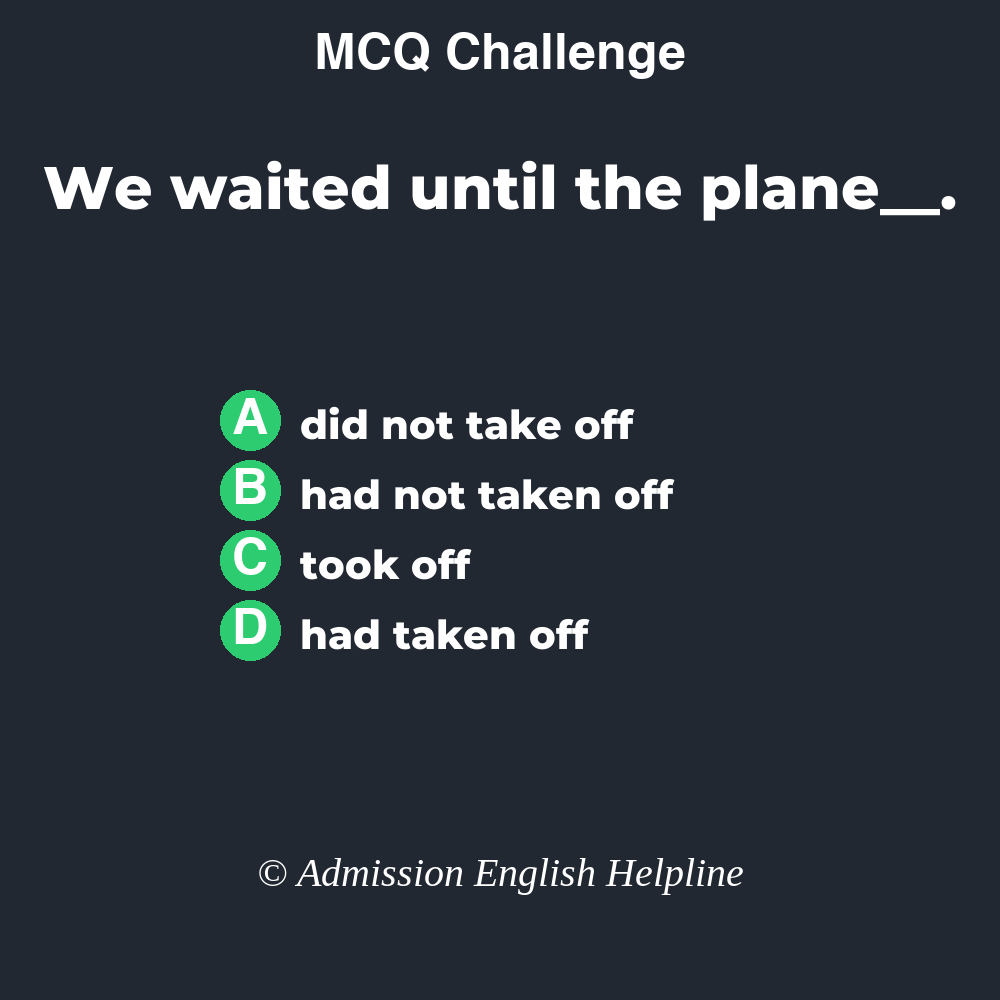 MCQ Challenge
We waited until the plane__.
A did not take off
B had not taken off
C took off
D had taken off
© Admission English Helpline